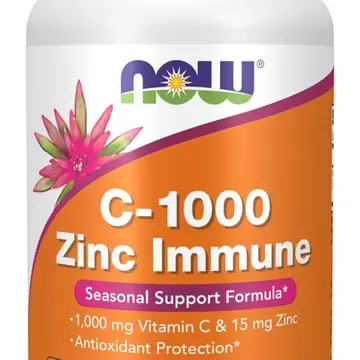 NOW®
C-1000
Zinc Immune
Seasonal Support Formula*
•1,000 mg Vitamin C & 15 mg Zinc
•Antioxidant Protection*